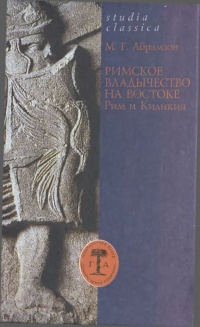 studia
classica
М. Г. Абрамзон
РИМСКОЕ
ВЛАДЫЧЕСТВО
НА ВОСТОКЕ
Рим и Киликия
Г А